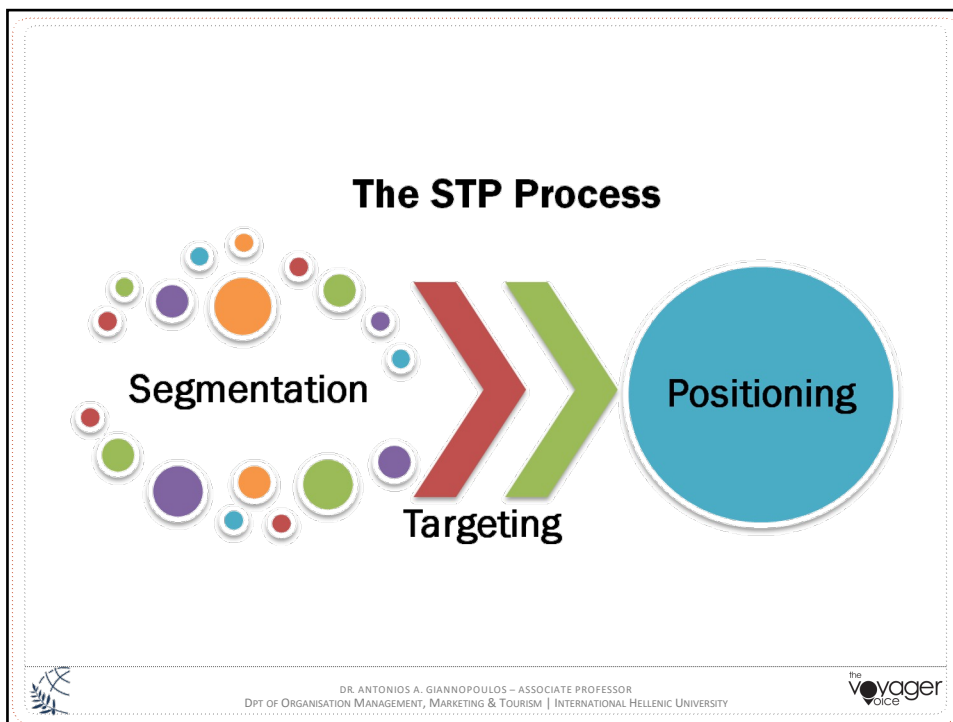 The STP Process
Segmentation
Targeting
Positioning
DR. ANTONIOS A. GIANNOPOULOS – ASSOCIATE PROFESSOR
DPT OF ORGANISATION MANAGEMENT, MARKETING & TOURISM | INTERNATIONAL HELLENIC UNIVERSITY
the
voyager
voice